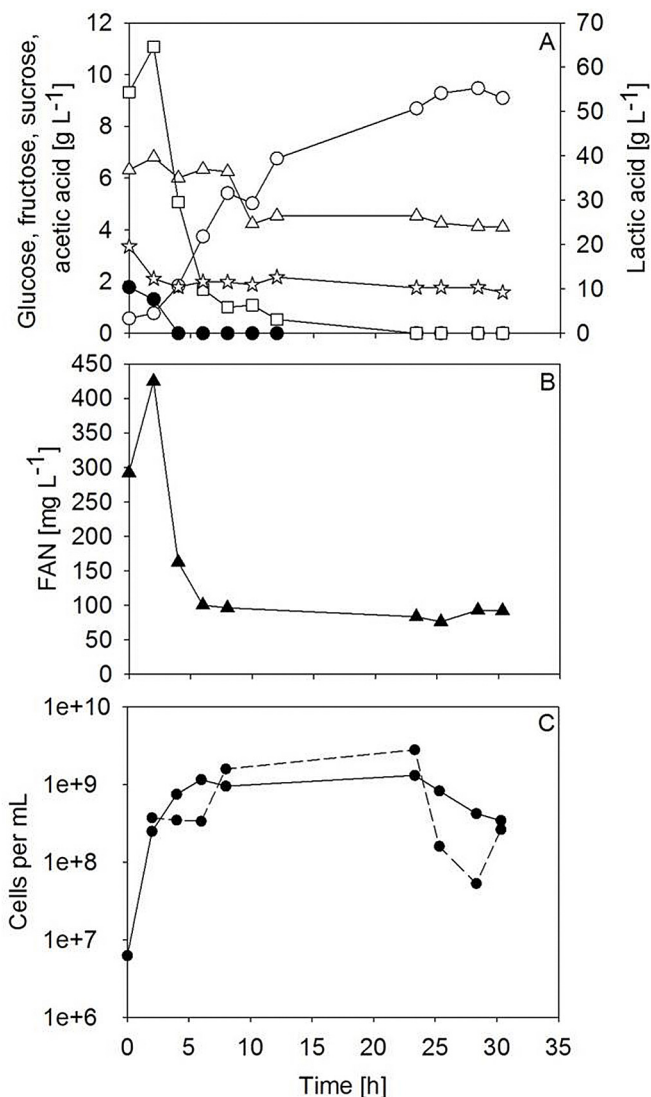 A
Glucose, fructose, sucrose,
acetic acid [g L-1]
12
10
8
6
4
2
0
70
60
50
40
30
20
10
0
Lactic acid [g L-1]
B
FAN [mg L-1]
450
400
350
300
250
200
150
100
50
0
C
Cells per mL
1e+10
1e+9
1e+8
1e+7
1e+6
0 5 10 15 20 25 30 35
Time [h]